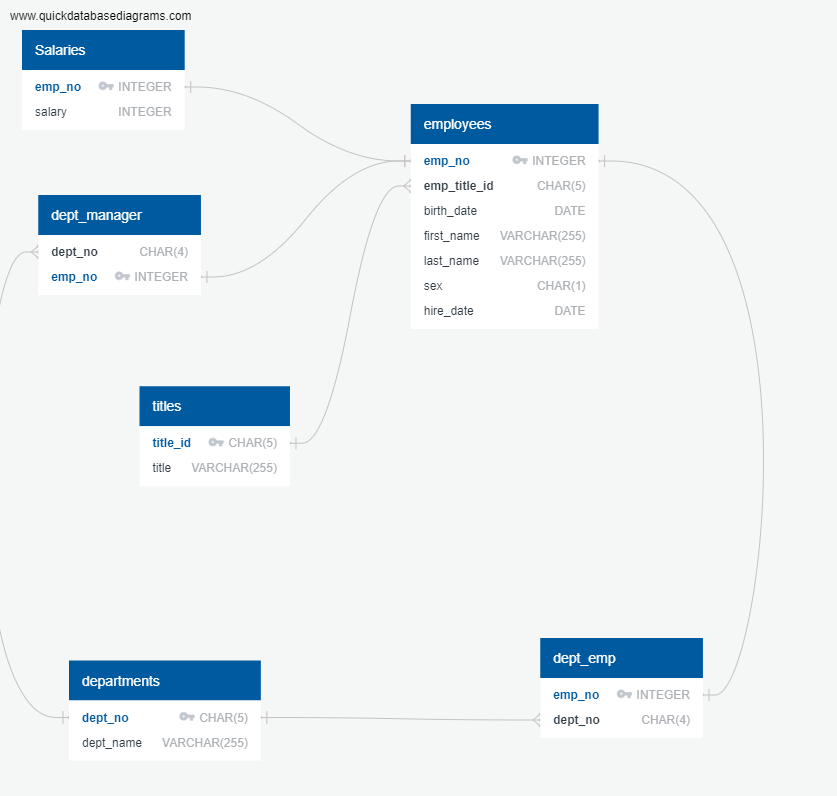 www.quickdatabasediagrams.com
Salaries
emp_no INTEGER
salary INTEGER
employees
emp_no INTEGER
emp_title_id CHAR(5)
birth_date DATE
first_name VARCHAR(255)
last_name VARCHAR(255)
sex CHAR(1)
hire_date DATE
dept_manager
dept_no CHAR(4)
emp_no INTEGER
titles
title_id CHAR(5)
title VARCHAR(255)
departments
dept_no CHAR(5)
dept_name VARCHAR(255)
dept_emp
emp_no INTEGER
dept_no CHAR(4)